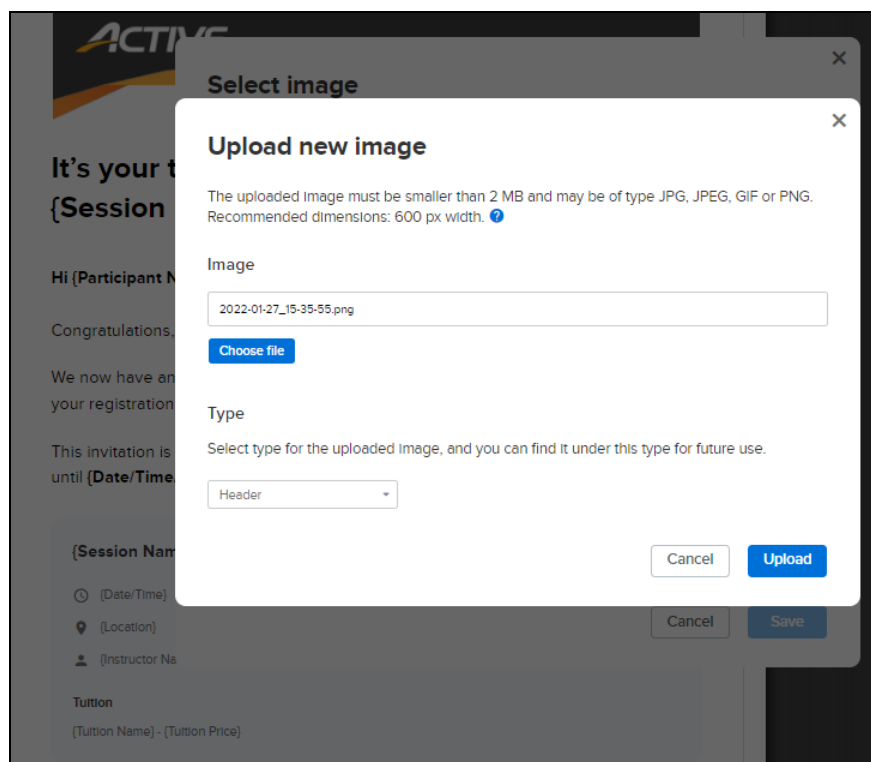 ACTIVE
Select image
Upload new image
It’s your t
The uploaded image must be smaller than 2 MB and may be of type JPG, JPEG, GIF or PNG.
{Session
Recommended dimensions: 600 px width.
Image
Hi {Participant N
2022-01-27_15-35-55.png
Congratulations,
Choose file
We now have an
your registration
Type
This invitation is
Select type for the uploaded image, and you can find it under this type for future use.
until {Date/Time
Header
{Session Nam
Cancel Upload
{Date/Time}
{Location}
Cancel Save
{Instructor Na
Tuition
{Tuition Name} - {Tuition Price}